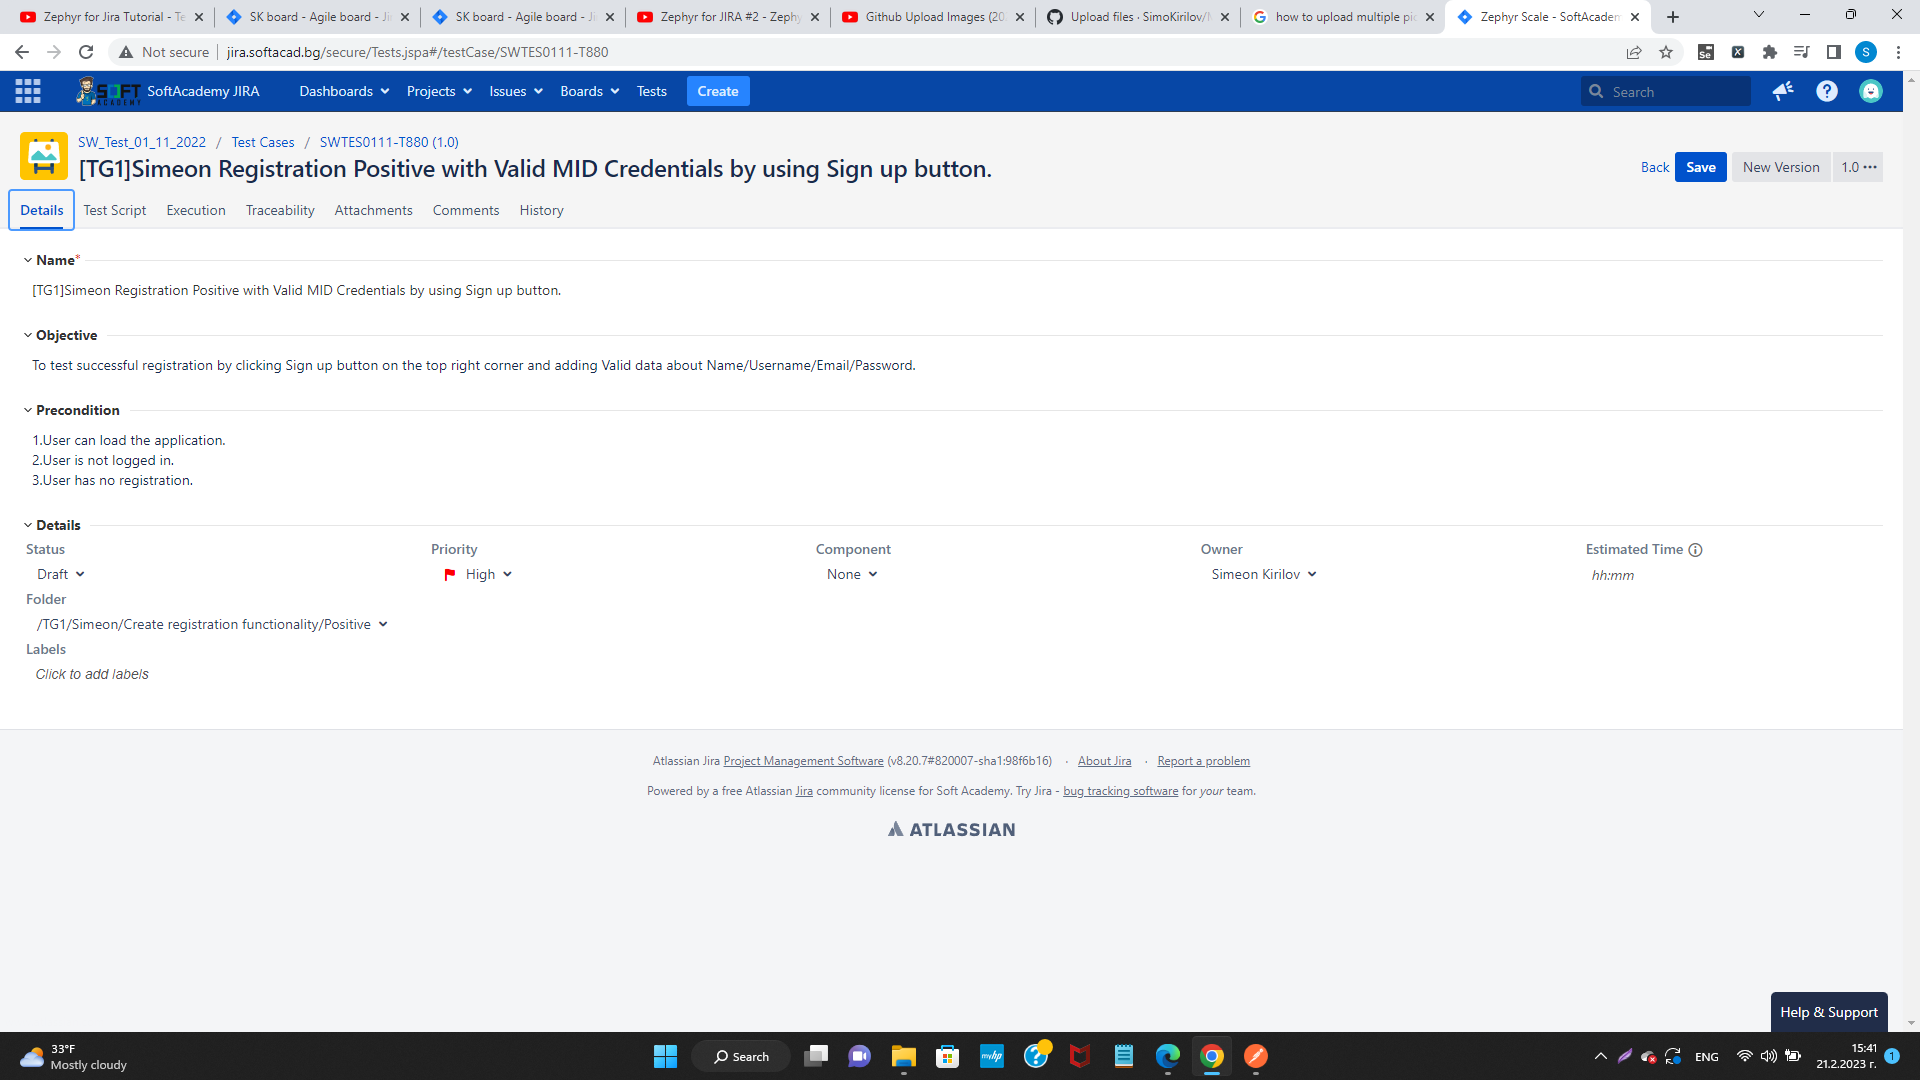 Zephyr for Jira Tutorial - Te
SK board - Agile board - Ji
SK board - Agile board - Ji
Zephyr for JIRA #2 - Zephy
Github Upload Images (20
Upload files · SimoKirilov/
how to upload multiple pi
Zephyr Scale - SoftAcadem
Not secure
jira.softacad.bg/secure/Tests.jspa#/testCase/SWTES0111-T880
S
SOFT
ACADEMY
SoftAcademy JIRA
Dashboards
Projects
Issues
Boards
Tests
Create
Search
SW_Test_01_11_2022 / Test Cases / SWTES0111-T880 (1.0)
[TG1]Simeon Registration Positive with Valid MID Credentials by using Sign up button.
Back
Save
New Version
1.0
Details
Test Script
Execution
Traceability
Attachments
Comments
History
Name*
[TG1]Simeon Registration Positive with Valid MID Credentials by using Sign up button.
Objective
To test successful registration by clicking Sign up button on the top right corner and adding Valid data about Name/Username/Email/Password.
Precondition
1.User can load the application.
2.User is not logged in.
3.User has no registration.
Details
Status
Priority
Component
Owner
Estimated Time
Draft
High
None
Simeon Kirilov
hh:mm
Folder
/TG1/Simeon/Create registration functionality/Positive
Labels
Click to add labels
Atlassian Jira Project Management Software (v8.20.7#820007-sha1:98f6b16) · About Jira · Report a problem
Powered by a free Atlassian Jira community license for Soft Academy. Try Jira - bug tracking software for your team.
ATLASSIAN
Help & Support
33°F
Mostly cloudy
Search
myhp
ENG
15:41
21.2.2023 г.
1